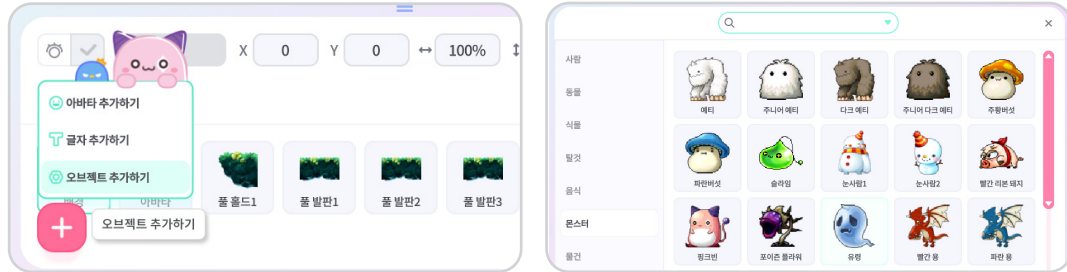 X 0 Y 0 100%
아바타 추가하기
글자 추가하기
오브젝트 추가하기
배경 아바타 풀 홀드1 풀 발판1 풀 발판2 풀 발판3
오브젝트 추가하기
사람
동물
식물
탈것
음식
몬스터
물건
예티 주니어 예티 다크 예티 주니어 다크 예티 주황버섯
파란버섯 슬라임 눈사람1 눈사람2 빨간 리본 돼지
핑크빈 포이즌 플라워 유령 빨간 용 파란 용